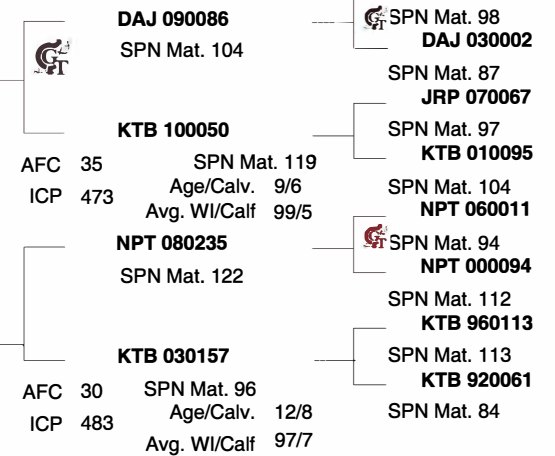 DAJ 090086
SPN Mat. 104
GT
KTB 100050
AFC 35
SPN Mat. 119
ICP 473
Age/Calv. 9/6
Avg. WI/Calf 99/5
NPT 080235
SPN Mat. 122
KTB 030157
AFC 30
SPN Mat. 96
ICP 483
Age/Calv. 12/8
Avg. WI/Calf 97/7
GT
SPN Mat. 98
DAJ 030002
SPN Mat. 87
JRP 070067
SPN Mat. 97
KTB 010095
SPN Mat. 104
NPT 060011
GT
SPN Mat. 94
NPT 000094
SPN Mat. 112
KTB 960113
SPN Mat. 113
KTB 920061
SPN Mat. 84